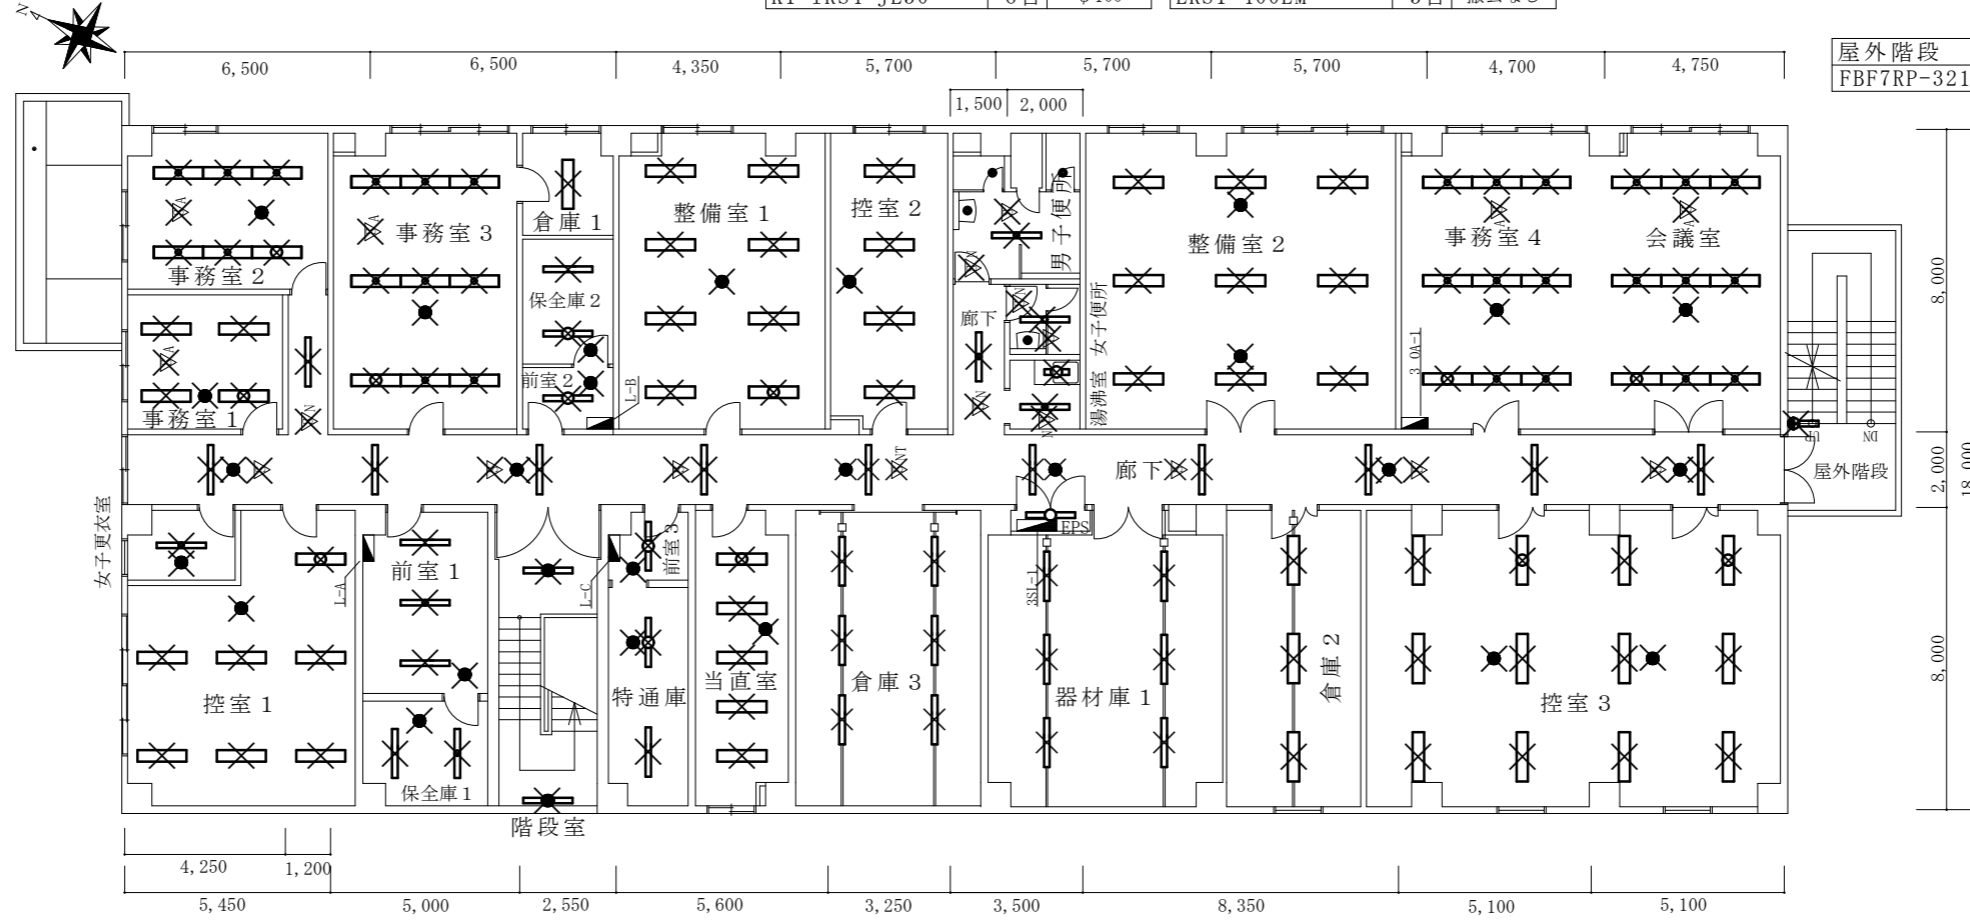 屋外階段
FBF7RP-321
N
6,500
6,500
4,350
5,700
5,700
5,700
4,700
4,750
1,500
2,000
事務室2
事務室3
倉庫1
整備室1
控室2
男子便所
整備室2
事務室4
会議室
8,000
保全庫2
廊下
女子便所
事務室1
前室2
L-B
湯沸室
3OA-1
UP
DN
廊下
屋外階段
2,000
18,000
女子更衣室
前室1
L-A
L-C
前室3
EPS
3SL-1
控室1
特通庫
当直室
倉庫3
器材庫1
倉庫2
控室3
8,000
保全庫1
階段室
4,250
1,200
5,450
5,000
2,550
5,600
3,250
3,500
8,350
5,100
5,100